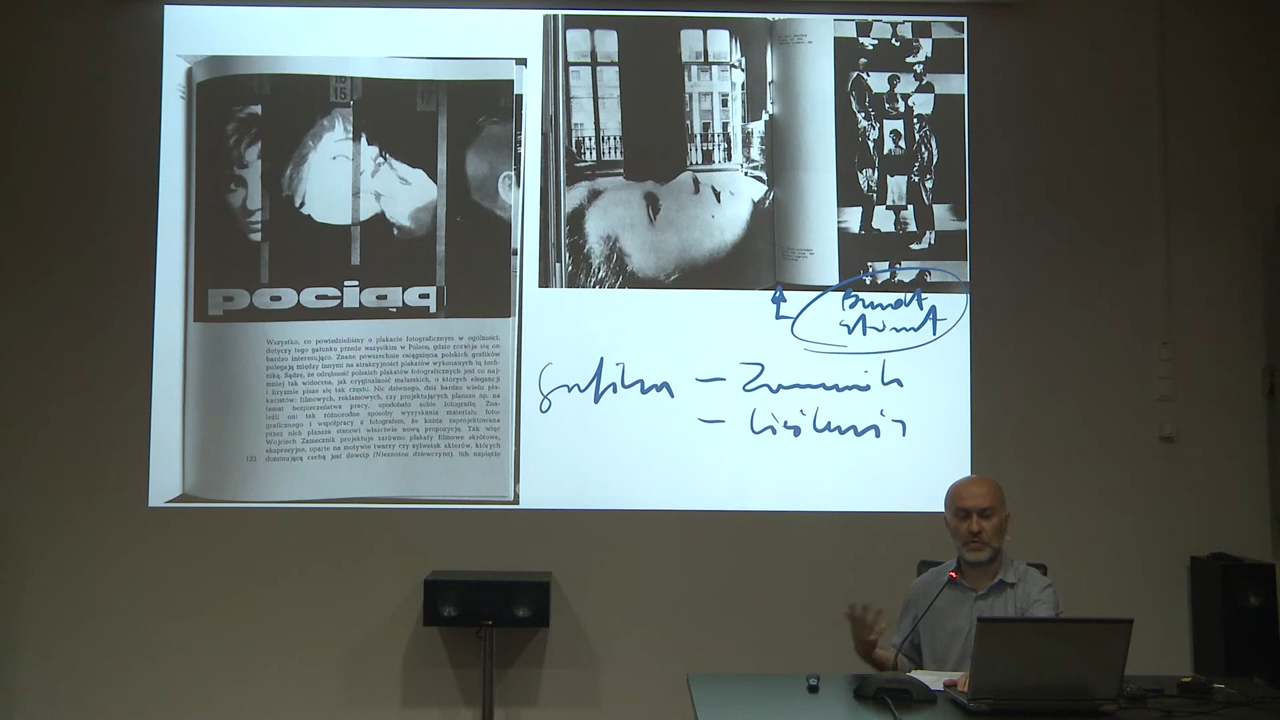 16
15
17
pociąg
Wszystko, co powiedzieliśmy o plakacie fotograficznym w ogólności,
dotyczy tego gatunku przede wszystkim w Polsce, gdzie rozwija się on
bardzo interesująco. Znane powszechnie osiągnięcia polskich grafików
polegają między innymi na atrakcyjności plakatów wykonanych tą tech-
niką. Sądzę, że odrębność polskich plakatów fotograficznych jest co naj-
mniej tak widoczna, jak oryginalność malarskich, o których elegancji
i liryzmie pisze się tak często. Nic dziwnego, dziś bardzo wielu pla-
kacistów: filmowych, reklamowych, czy projektujących plansze np. na
temat bezpieczeństwa pracy, upodobało sobie fotografię. Zna-
leźli oni tak różnorodne sposoby wyzyskania materiału foto-
graficznego i współpracy z fotografem, że każda zaprojektowana
przez nich plansza stanowi właściwie nową propozycję. Tak więc
Wojciech Zamecznik projektuje zarówno plakaty filmowe skrótowe,
ekspresyjne, oparte na motywie twarzy czy sylwetek aktorów, których
122 dominującą cechą jest dowcip (Nieznośna dziewczyna), lub napięcie
Brandt
grafika –